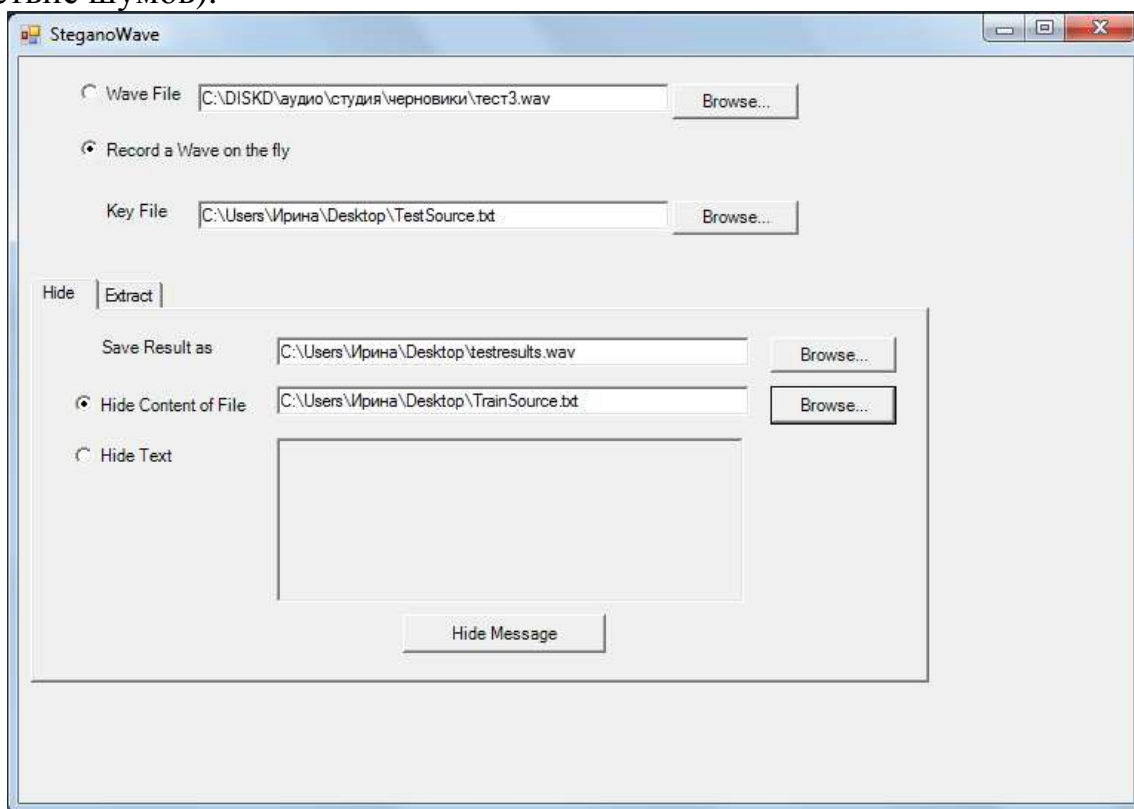 шумов).
SteganoWave
Wave File C:\DISKD\аудио\студия\черновики\тест3.wav Browse...
Record a Wave on the fly
Key File C:\Users\Ирина\Desktop\TestSource.txt Browse...
Hide Extract
Save Result as C:\Users\Ирина\Desktop\testresults.wav Browse...
Hide Content of File C:\Users\Ирина\Desktop\TrainSource.txt Browse...
Hide Text
Hide Message